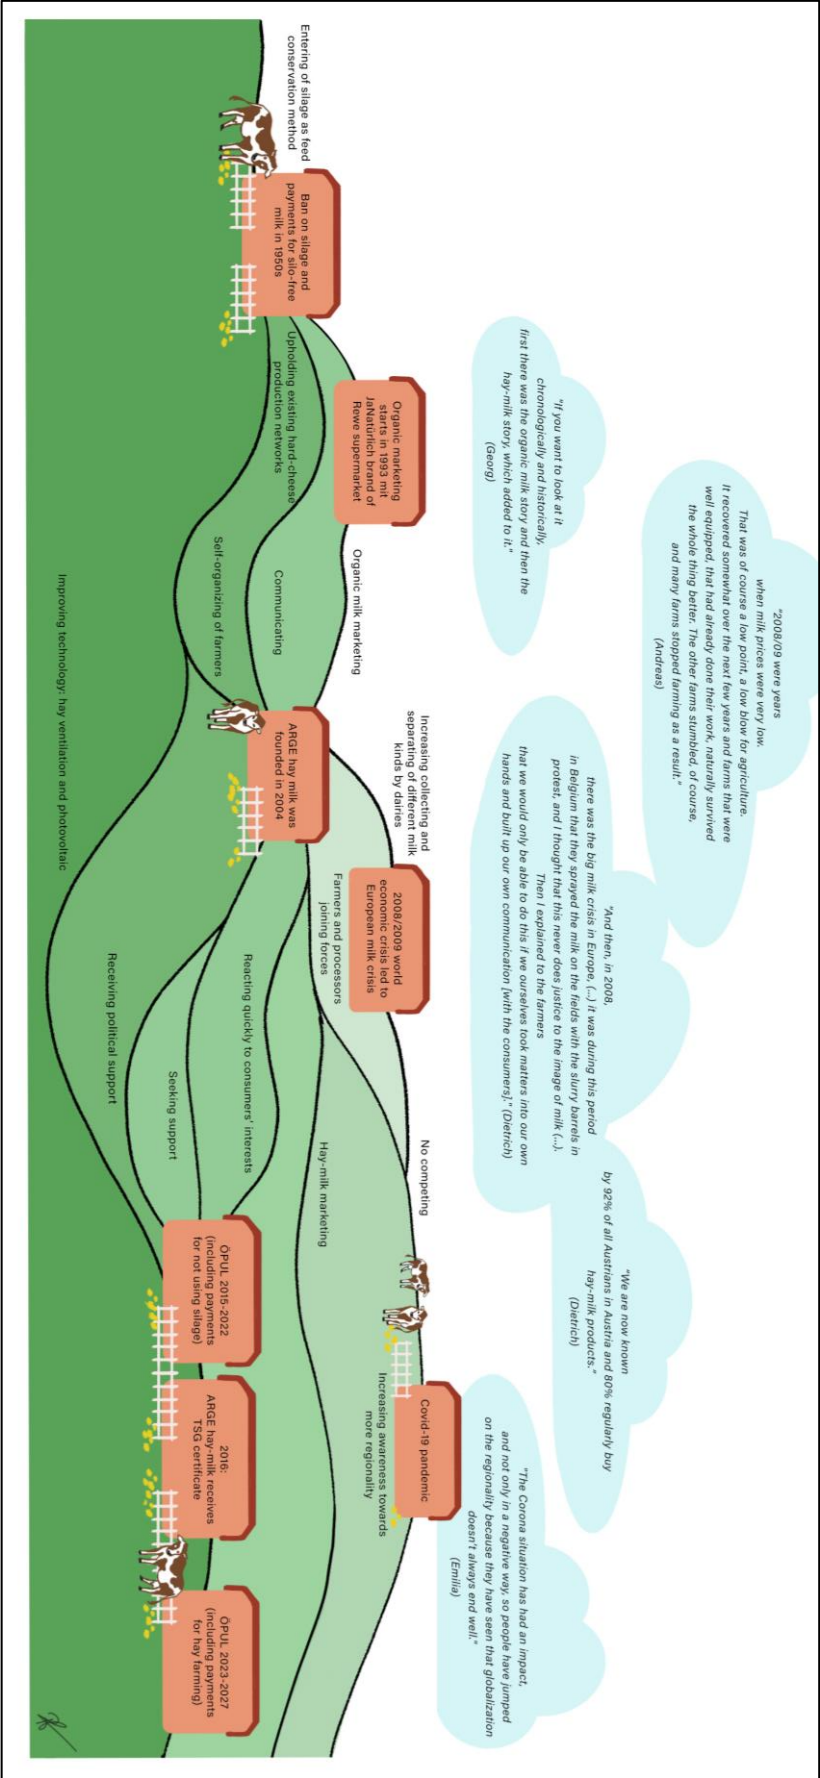 "2008/09 were years
when milk prices were very low.
That was of course a low point, a low blow for agriculture.
It recovered somewhat over the next few years and farms that were
well equipped, that had already done their work, naturally survived
the whole thing better. The other farms stumbled, of course,
and many farms stopped farming as a result."
(Andreas)
"If you want to look at it
chronologically and historically,
first there was the organic milk story and then the
hay-milk story, which added to it."
(Georg)
"And then, in 2008,
there was the big milk crisis in Europe (...) it was during this period
in Belgium that they sprayed the milk on the fields with the slurry barrels in
protest, and I thought that this never does justice to the image of milk (...).
Then I explained to the farmers
that we would only be able to do this if we ourselves took matters into our own
hands and built up our own communication [with the consumers]." (Dietrich)
"We are now known
by 92% of all Austrians in Austria and 80% regularly buy
hay-milk products."
(Dietrich)
"The Corona situation has had an impact,
and not only in a negative way, so people have jumped
on the regionality because they have seen that globalization
doesn't always end well."
(Emilia)
Entering of silage as feed
conservation method
Ban on silage and
payments for silo-free
milk in 1950s
Organic marketing
starts in 1993 mit
JaNatürlich brand of
Rewe supermarket
Upholding existing hard-cheese
production networks
Organic milk marketing
Communicating
Self-organizing of farmers
Improving technology: hay ventilation and photovoltaic
Increasing collecting and
separating of different milk
kinds by dairies
ARGE hay milk was
founded in 2004
2008/2009 world
economic crisis led to
European milk crisis
Farmers and processors
joining forces
Reacting quickly to consumers' interests
Receiving political support
Seeking support
Hay-milk marketing
No competing
ÖPUL 2015-2022
(including payments
for not using silage)
Covid-19 pandemic
Increasing awareness towards
more regionality
2016:
ARGE hay-milk receives
TSG certificate
ÖPUL 2023-2027
(including payments
for hay farming)